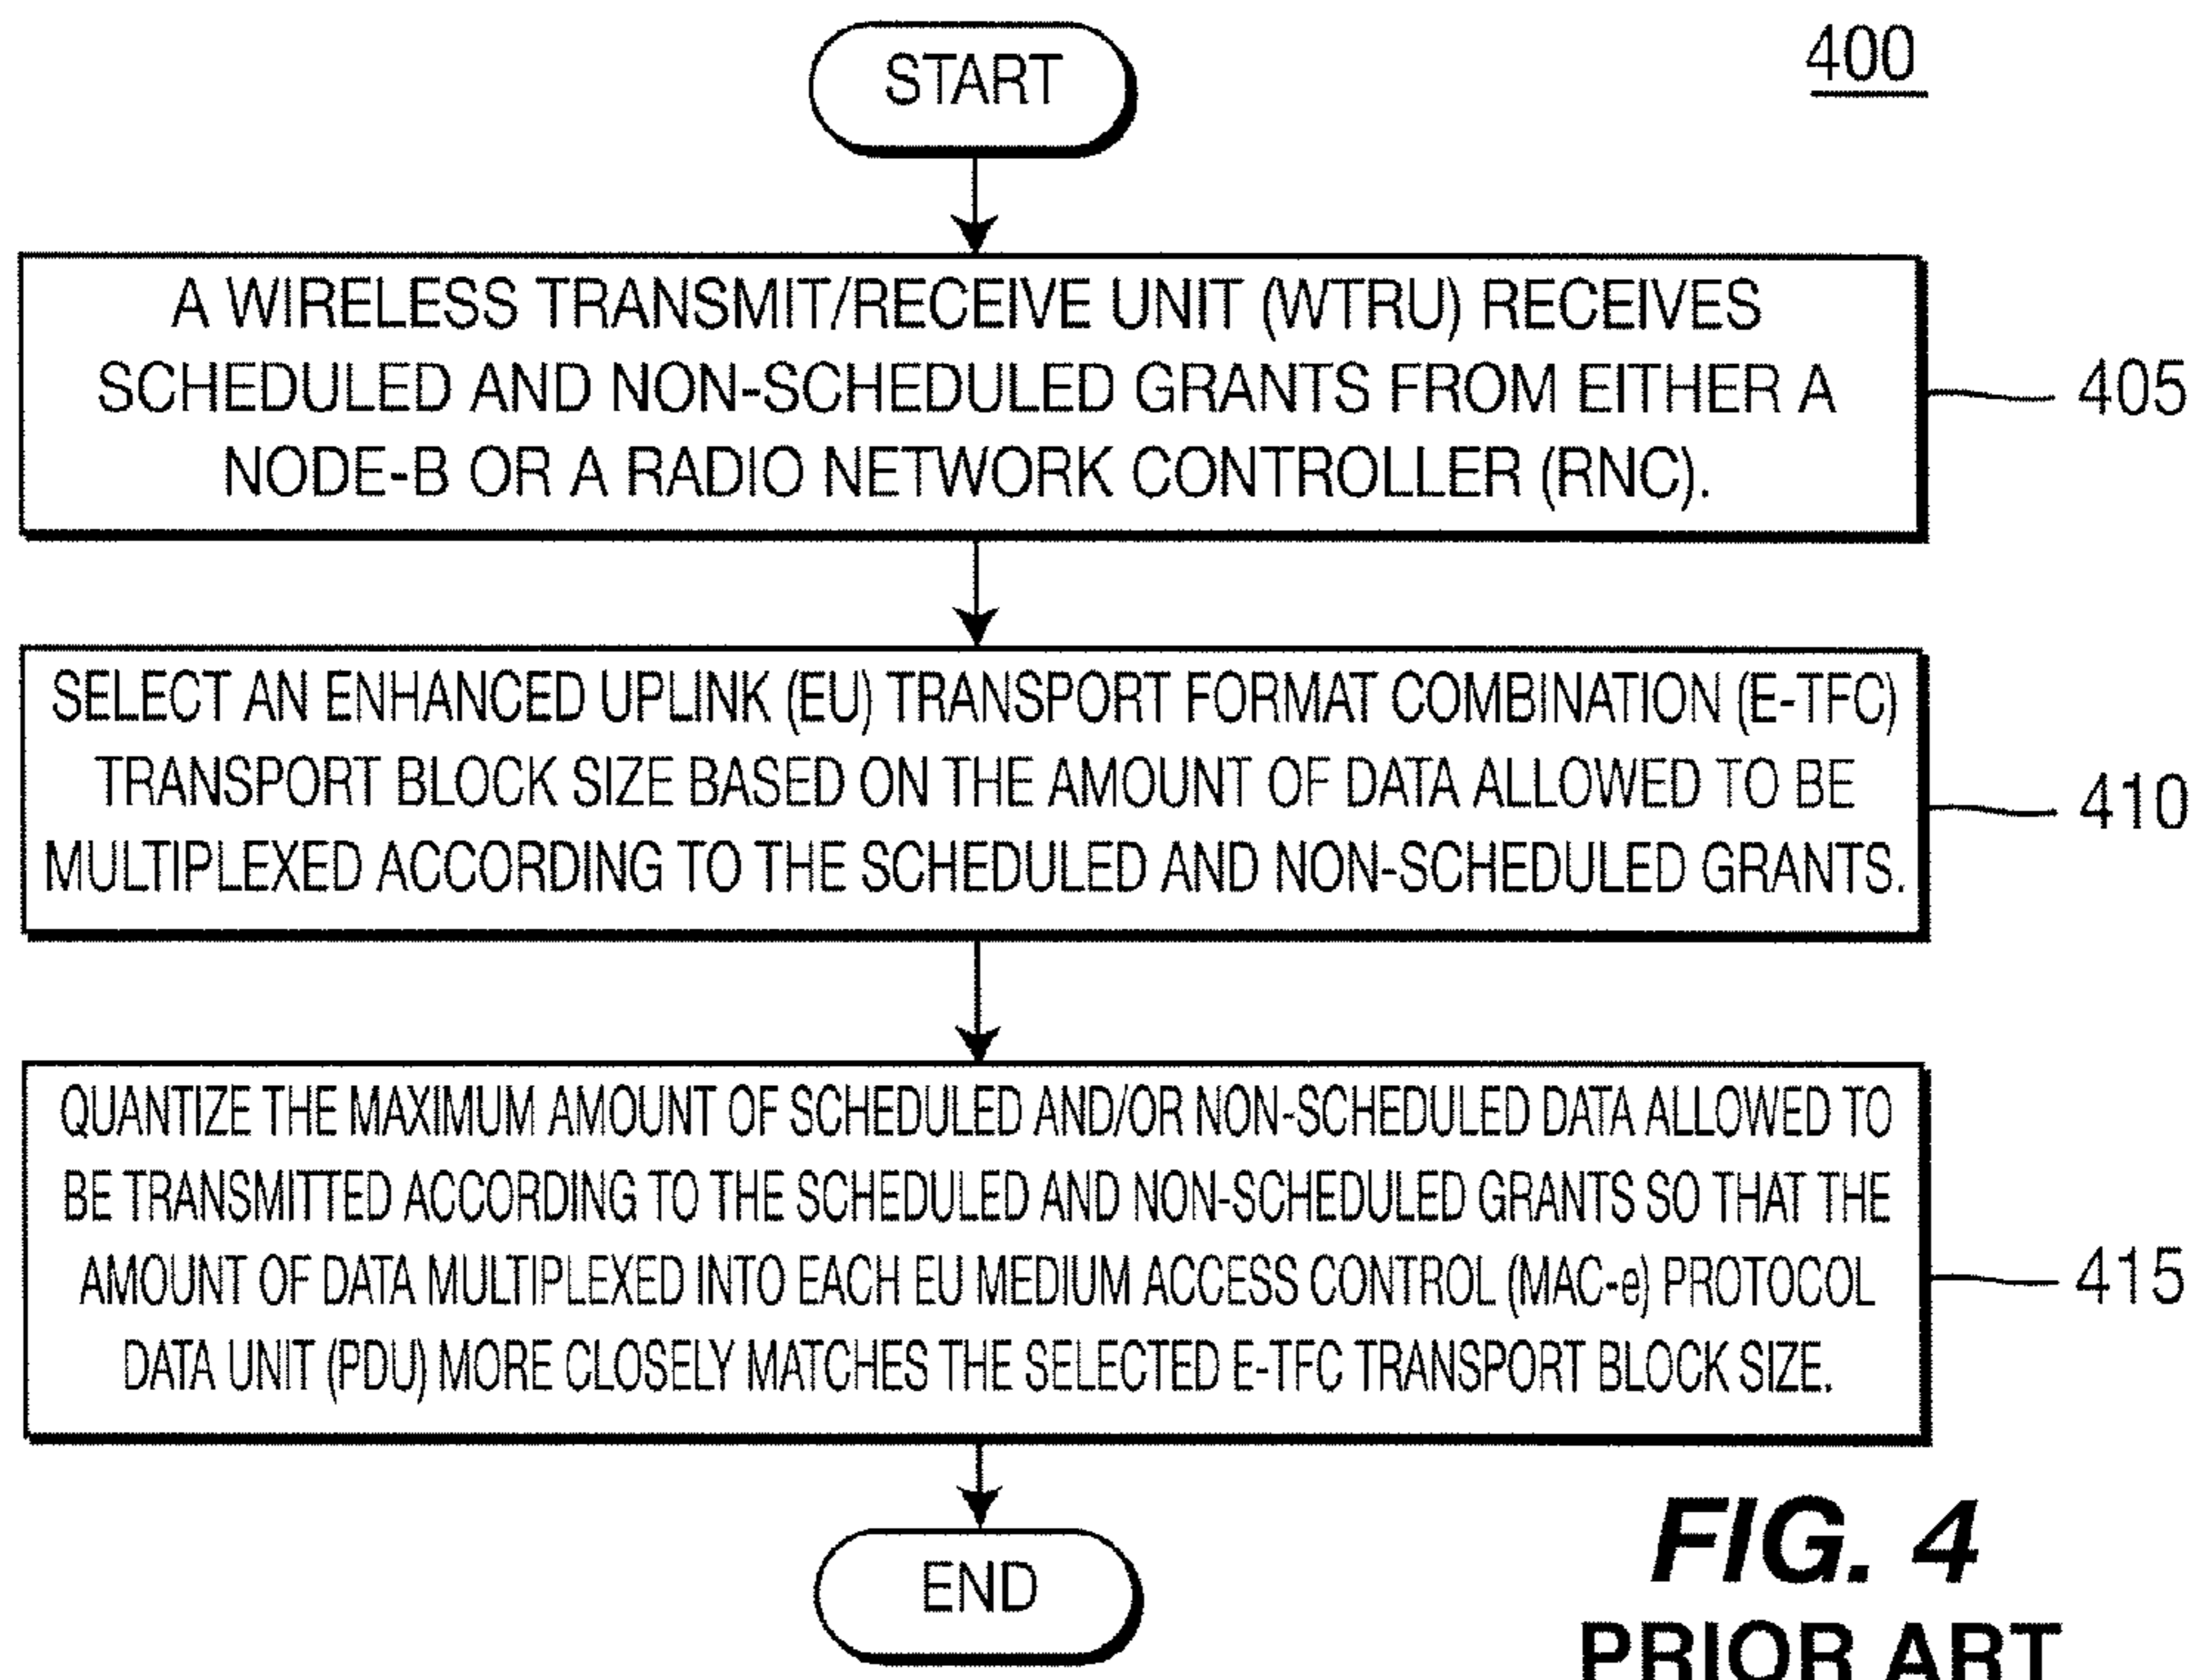 START
400
A WIRELESS TRANSMIT/RECEIVE UNIT (WTRU) RECEIVES
SCHEDULED AND NON-SCHEDULED GRANTS FROM EITHER A
NODE-B OR A RADIO NETWORK CONTROLLER (RNC).
405
SELECT AN ENHANCED UPLINK (EU) TRANSPORT FORMAT COMBINATION (E-TFC)
TRANSPORT BLOCK SIZE BASED ON THE AMOUNT OF DATA ALLOWED TO BE
MULTIPLEXED ACCORDING TO THE SCHEDULED AND NON-SCHEDULED GRANTS.
410
QUANTIZE THE MAXIMUM AMOUNT OF SCHEDULED AND/OR NON-SCHEDULED DATA ALLOWED TO
BE TRANSMITTED ACCORDING TO THE SCHEDULED AND NON-SCHEDULED GRANTS SO THAT THE
AMOUNT OF DATA MULTIPLEXED INTO EACH EU MEDIUM ACCESS CONTROL (MAC-e) PROTOCOL
DATA UNIT (PDU) MORE CLOSELY MATCHES THE SELECTED E-TFC TRANSPORT BLOCK SIZE.
415
END
FIG. 4
PRIOR ART